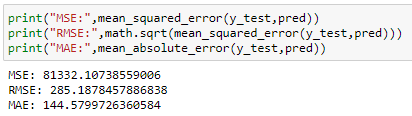 print("MSE:",mean_squared_error(y_test,pred))
print("RMSE:",math.sqrt(mean_squared_error(y_test,pred)))
print("MAE:",mean_absolute_error(y_test,pred))
MSE: 81332.10738559006
RMSE: 285.1878457886838
MAE: 144.5799726360584